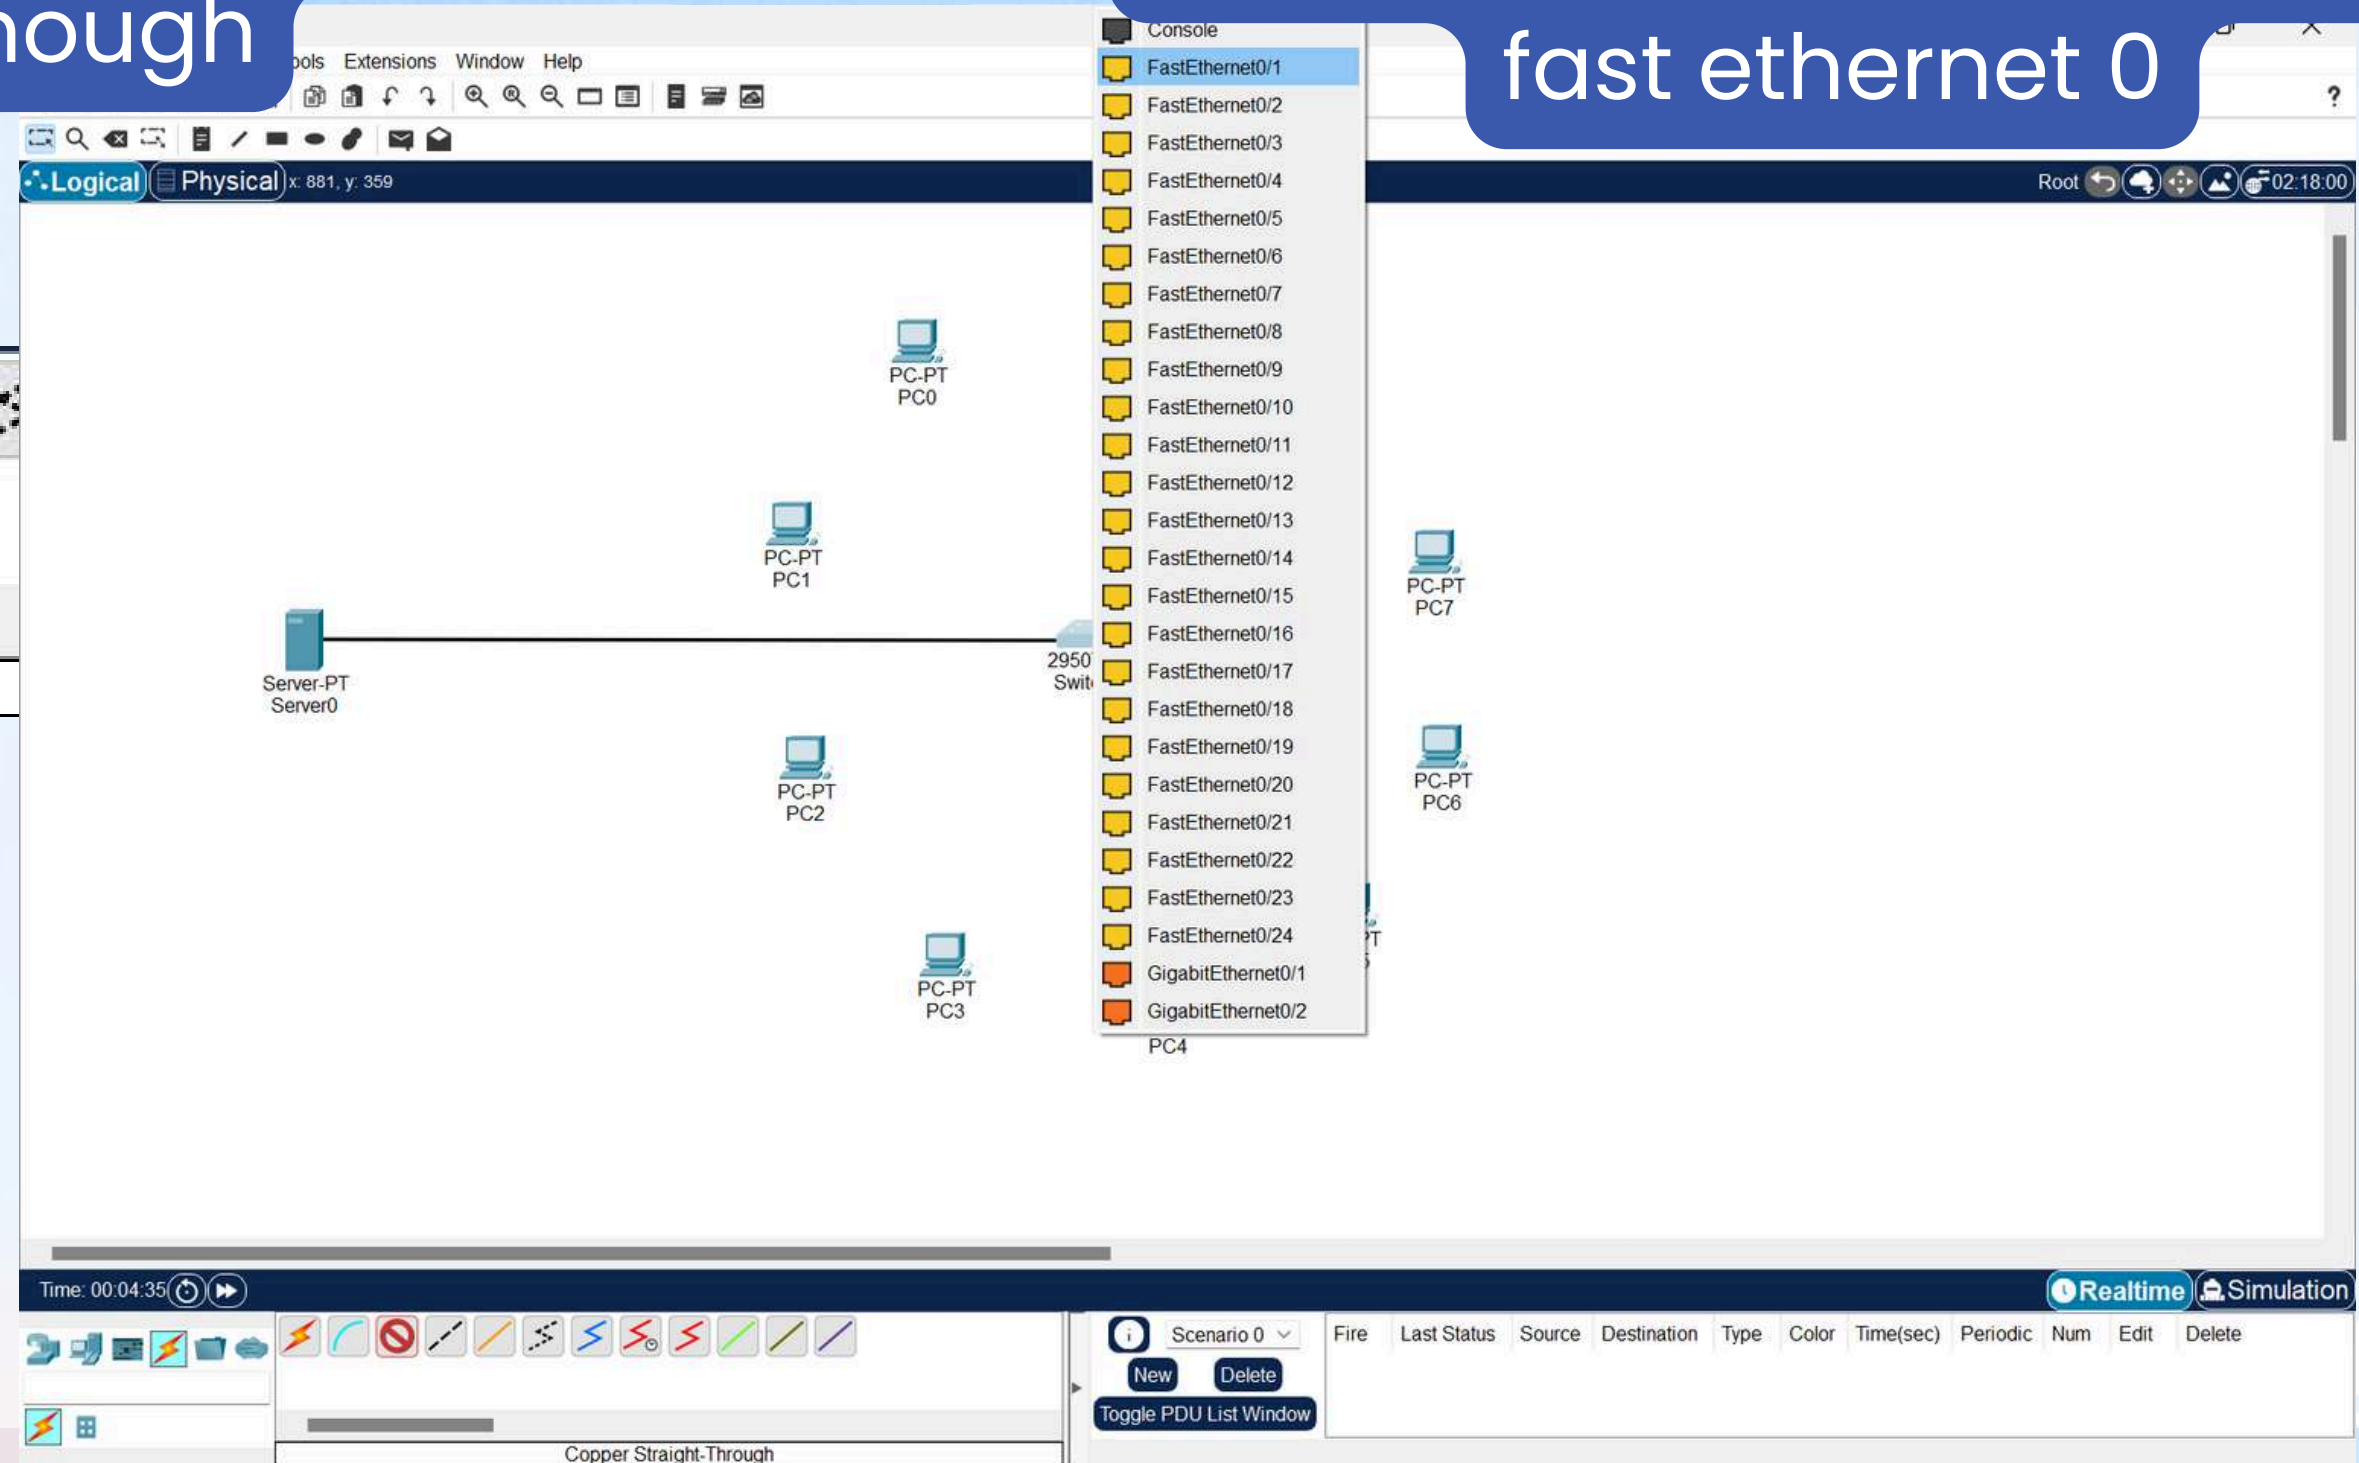 fast ethernet 0
Extensions Window Help
?
Logical Physical x: 881, y: 359
Root 02:18:00
Console
FastEthernet0/1
FastEthernet0/2
FastEthernet0/3
FastEthernet0/4
FastEthernet0/5
FastEthernet0/6
FastEthernet0/7
FastEthernet0/8
FastEthernet0/9
FastEthernet0/10
FastEthernet0/11
FastEthernet0/12
FastEthernet0/13
FastEthernet0/14
FastEthernet0/15
FastEthernet0/16
FastEthernet0/17
FastEthernet0/18
FastEthernet0/19
FastEthernet0/20
FastEthernet0/21
FastEthernet0/22
FastEthernet0/23
FastEthernet0/24
GigabitEthernet0/1
GigabitEthernet0/2
PC-PT
PC0
PC-PT
PC1
PC-PT
PC7
Server-PT
Server0
2950
PC-PT
PC2
PC-PT
PC6
PC-PT
PC3
PC4
Time: 00:04:35
Realtime Simulation
Scenario 0
New Delete
Toggle PDU List Window
Fire Last Status Source Destination Type Color Time(sec) Periodic Num Edit Delete
Copper Straight-Through